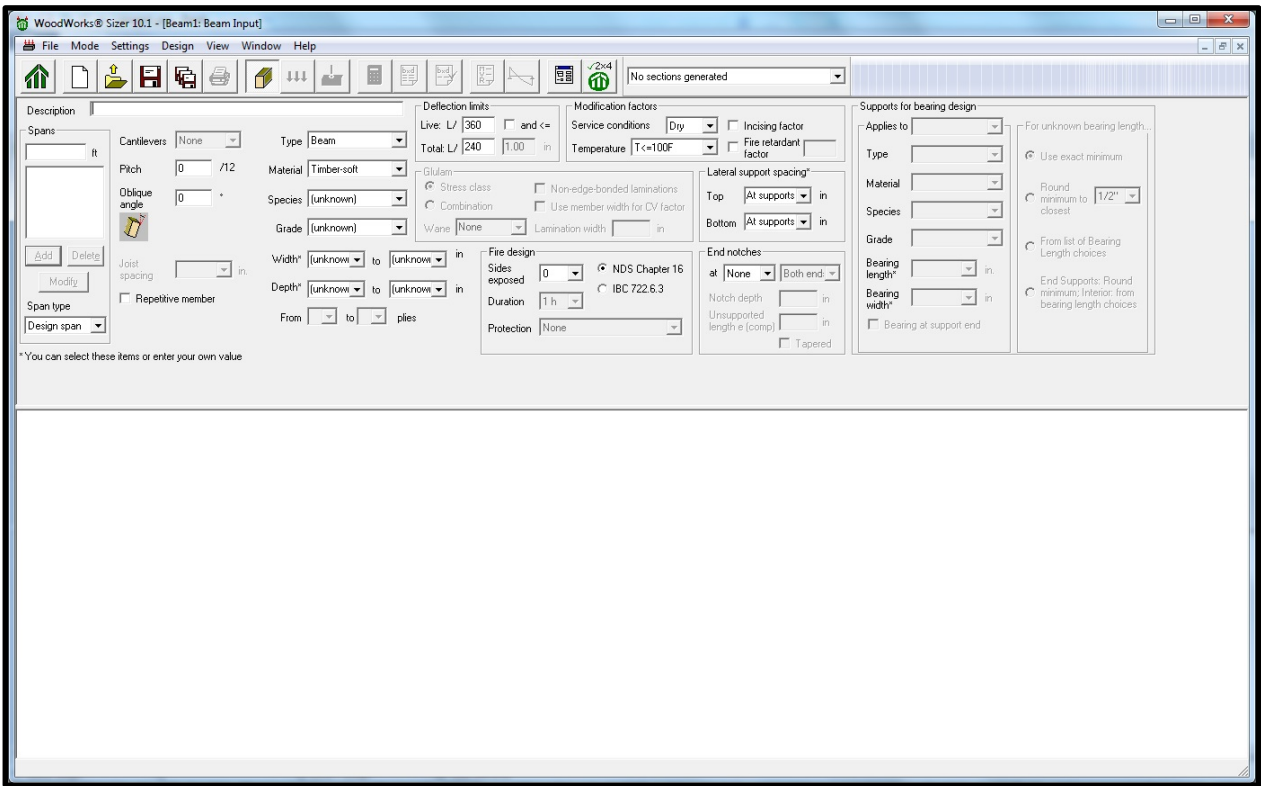 WoodWorks® Sizer 10.1 - [Beam1: Beam Input]
File Mode Settings Design View Window Help
√2x4
No sections generated
Description
Spans
ft
Add Delete
Modify
Span type
Design span
* You can select these items or enter your own value
Cantilevers None
Pitch 0 /12
Oblique angle 0 °
Joist spacing in.
Repetitive member
Type Beam
Material Timber-soft
Species (unknown)
Grade (unknown)
Width* (unknow to (unknow in
Depth* (unknow to (unknow in
From to plies
Deflection limits
Live: L/ 360 and <=
Total: L/ 240 1.00 in
Modification factors
Service conditions Dry Incising factor
Temperature T<=100F Fire retardant factor
Glulam
Stress class Non-edge-bonded laminations
Combination Use member width for CV factor
Wane None Lamination width in
Lateral support spacing*
Top At supports in
Bottom At supports in
Fire design
Sides exposed 0 NDS Chapter 16
IBC 722.6.3
Duration 1 h
Protection None
End notches
at None Both end:
Notch depth in
Unsupported length e (comp) in
Tapered
Supports for bearing design
Applies to
Type
Material
Species
Grade
Bearing length* in.
Bearing width* in
Bearing at support end
For unknown bearing length...
Use exact minimum
Round minimum to closest 1/2"
From list of Bearing Length choices
End Supports: Round minimum; Interior: from bearing length choices